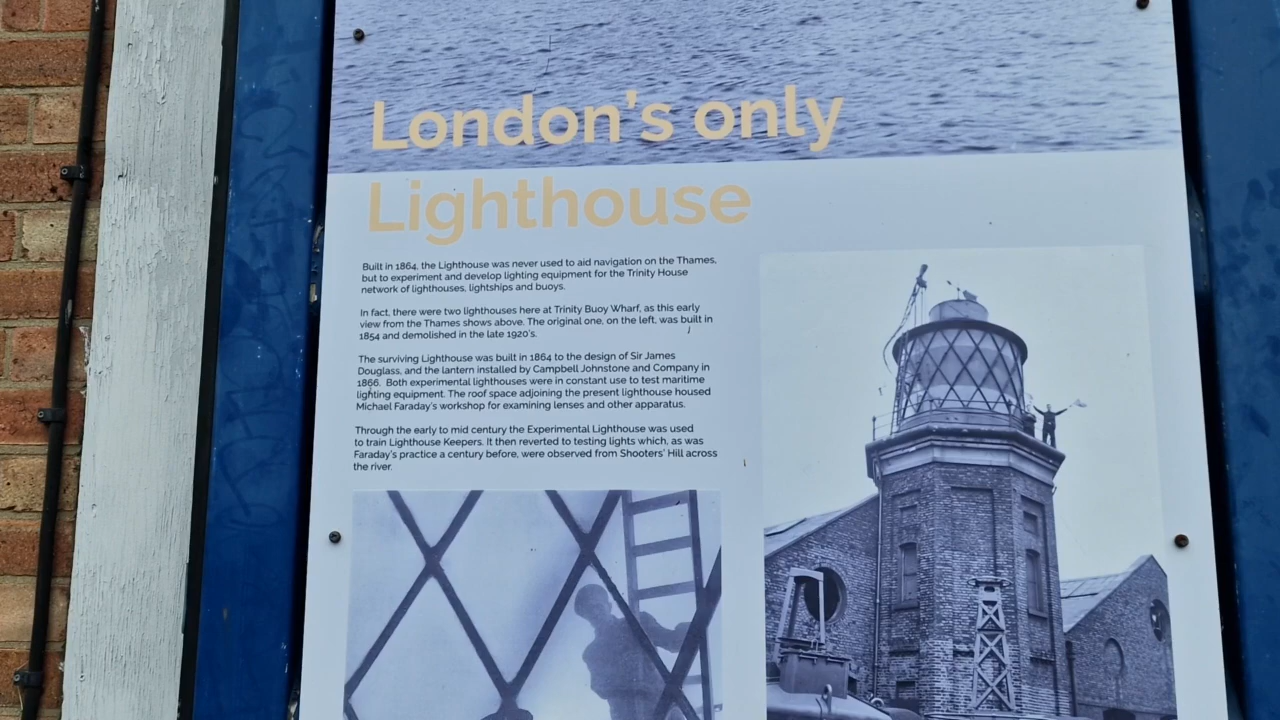 London's only
Lighthouse
Built in 1864, the Lighthouse was never used to aid navigation on the Thames,
but to experiment and develop lighting equipment for the Trinity House
network of lighthouses, lightships and buoys.
In fact, there were two lighthouses here at Trinity Buoy Wharf, as this early
view from the Thames shows above. The original one, on the left, was built in
1854 and demolished in the late 1920's.
The surviving Lighthouse was built in 1864 to the design of Sir James
Douglass, and the lantern installed by Campbell Johnstone and Company in
1866. Both experimental lighthouses were in constant use to test maritime
lighting equipment. The roof space adjoining the present lighthouse housed
Michael Faraday's workshop for examining lenses and other apparatus.
Through the early to mid century the Experimental Lighthouse was used
to train Lighthouse Keepers. It then reverted to testing lights which, as was
Faraday's practice a century before, were observed from Shooters' Hill across
the river.